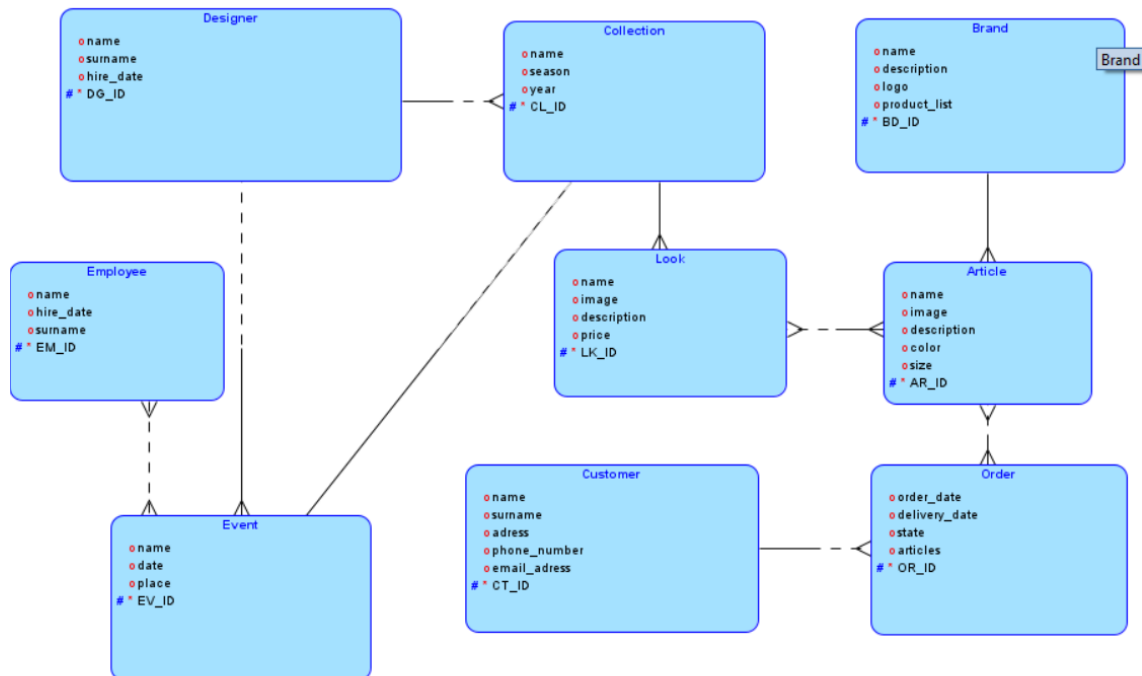 Designer
o name
o surname
o hire_date
# * DG_ID
Collection
o name
o season
o year
# * CL_ID
Brand
o name
o description
o logo
o product_list
# * BD_ID
Brand
Employee
o name
o hire_date
o surname
# * EM_ID
Look
o name
o image
o description
o price
# * LK_ID
Article
o name
o image
o description
o color
o size
# * AR_ID
Event
o name
o date
o place
# * EV_ID
Customer
o name
o surname
o adress
o phone_number
o email_adress
# * CT_ID
Order
o order_date
o delivery_date
o state
o articles
# * OR_ID